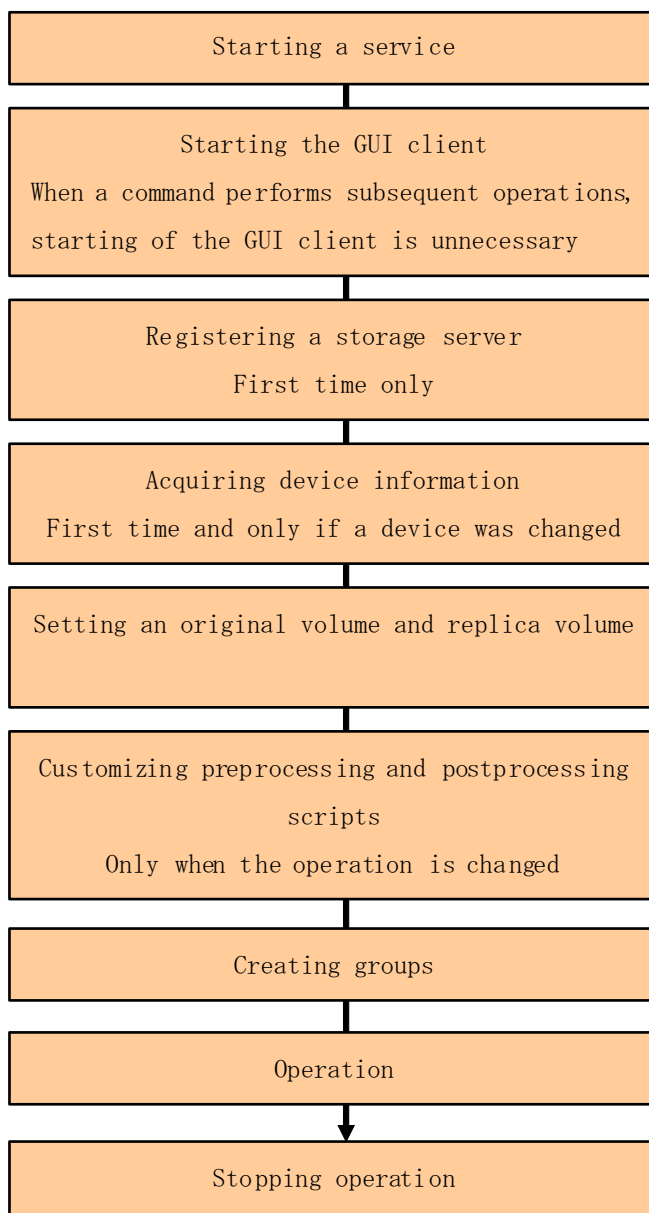 Starting a service
Starting the GUI client
When a command performs subsequent operations,
starting of the GUI client is unnecessary
Registering a storage server
First time only
Acquiring device information
First time and only if a device was changed
Setting an original volume and replica volume
Customizing preprocessing and postprocessing
scripts
Only when the operation is changed
Creating groups
Operation
Stopping operation